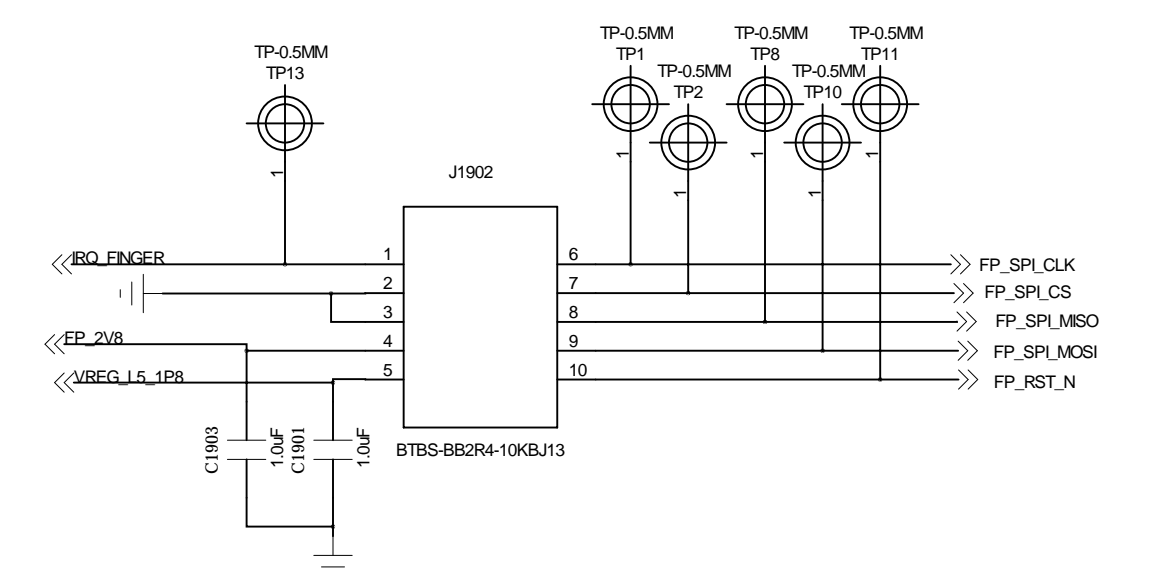 TP-0.5MM
TP1
TP-0.5MM
TP8
TP-0.5MM
TP11
TP-0.5MM
TP13
TP-0.5MM
TP2
TP-0.5MM
TP10
1
1
1
1
1
1
J1902
IRQ_FINGER
1
6
FP_SPI_CLK
2
7
FP_SPI_CS
3
8
FP_SPI_MISO
FP_2V8
4
9
FP_SPI_MOSI
VREG_L5_1P8
5
10
FP_RST_N
C1903
1.0uF
C1901
1.0uF
BTBS-BB2R4-10KBJ13